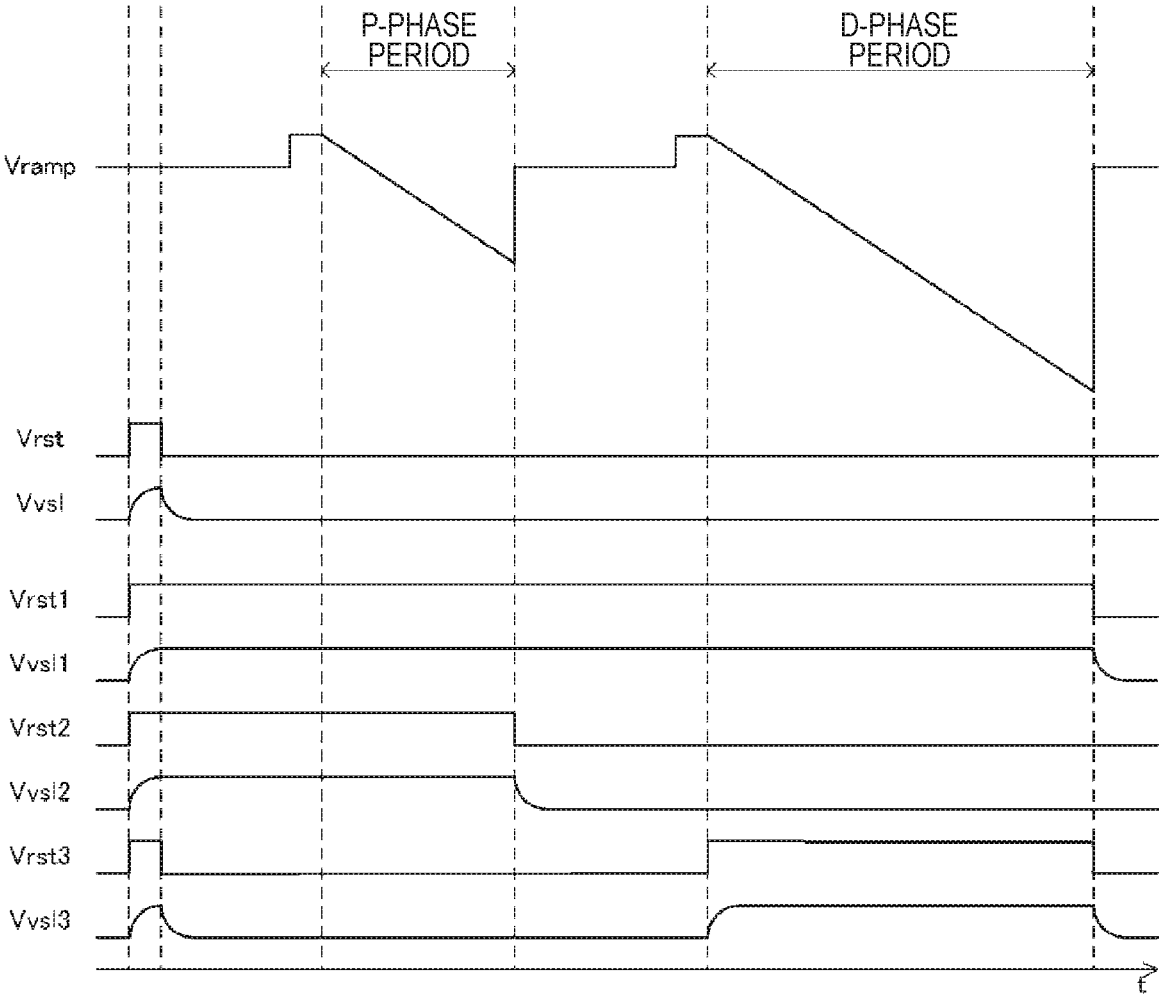 P-PHASE
PERIOD
D-PHASE
PERIOD
Vramp
Vrst
Vvsl
Vrst1
Vvsl1
Vrst2
Vvsl2
Vrst3
Vvsl3
t